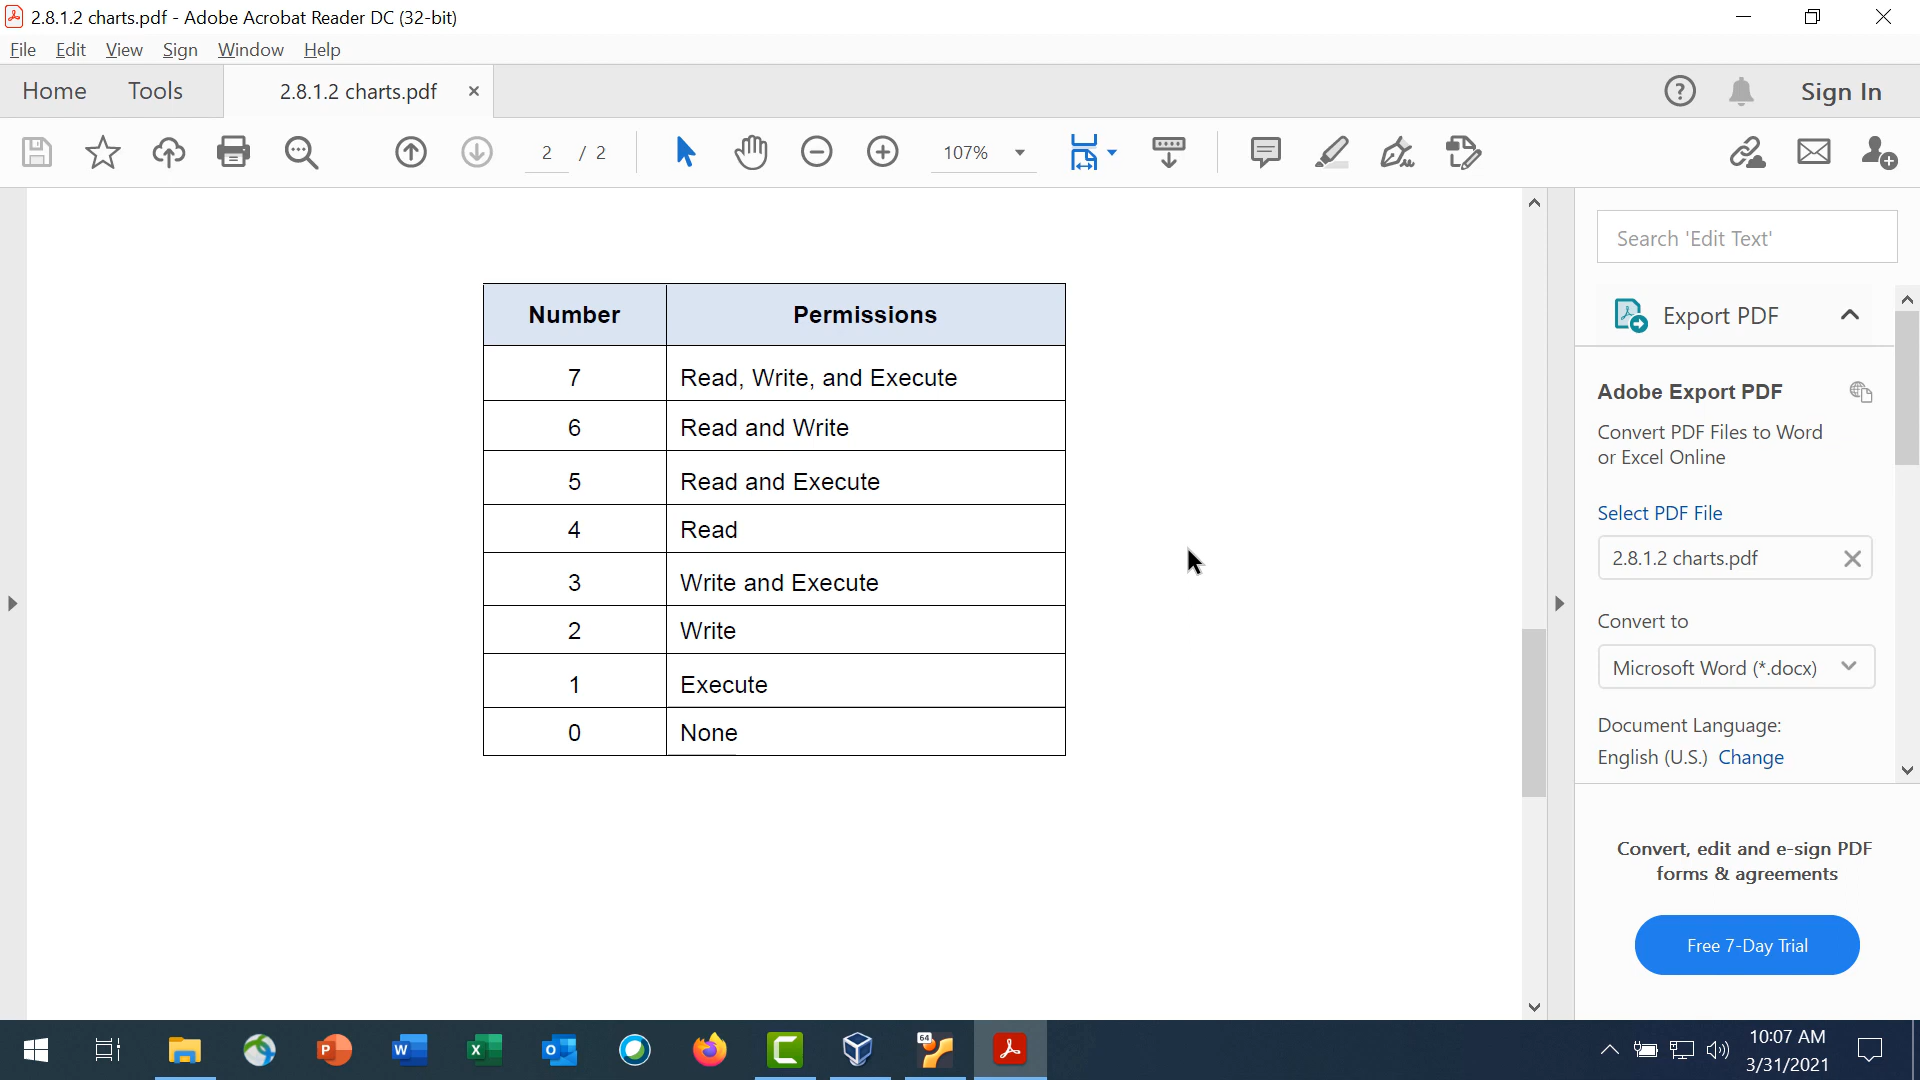 2.8.1.2 charts.pdf - Adobe Acrobat Reader DC (32-bit)
File Edit View Sign Window Help
Home Tools 2.8.1.2 charts.pdf × Sign In
2 / 2 107%
Search 'Edit Text'
Export PDF
Adobe Export PDF
Convert PDF Files to Word
or Excel Online
Select PDF File
2.8.1.2 charts.pdf
Convert to
Microsoft Word (*.docx)
Document Language:
English (U.S.) Change
Convert, edit and e-sign PDF
forms & agreements
Free 7-Day Trial
Number Permissions
7 Read, Write, and Execute
6 Read and Write
5 Read and Execute
4 Read
3 Write and Execute
2 Write
1 Execute
0 None
10:07 AM
3/31/2021
P
W
X
O
C
64